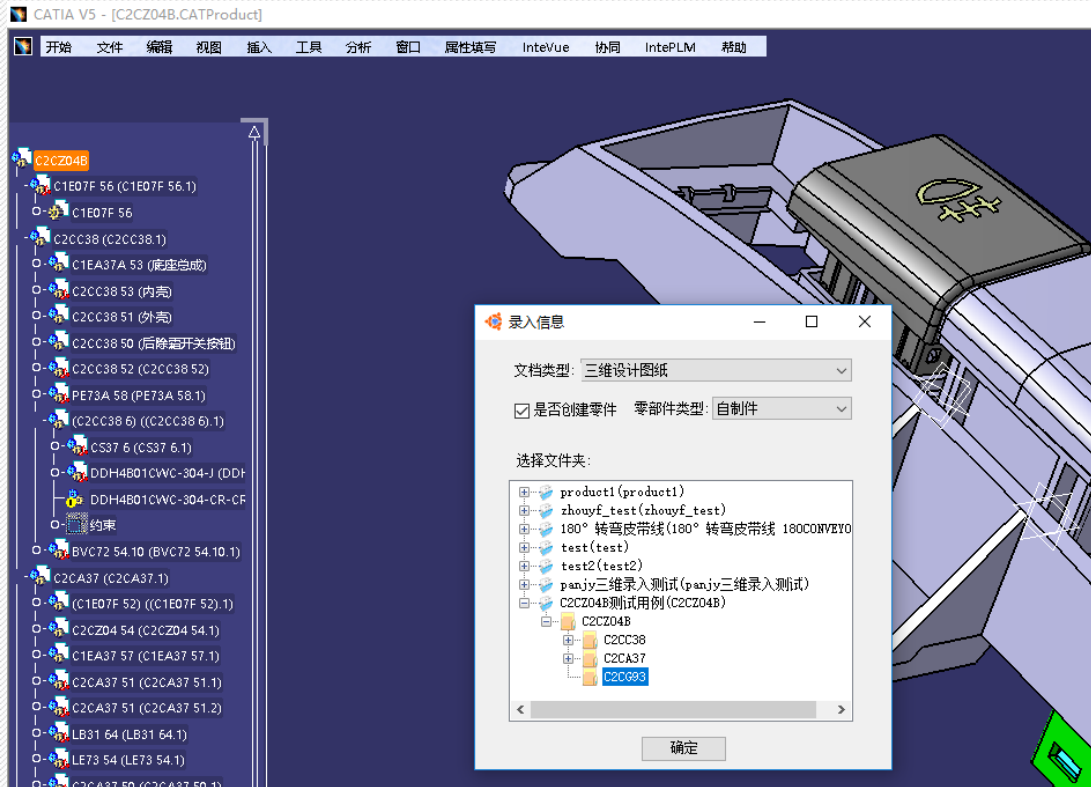 CATIA V5 - [C2CZ04B.CATProduct]
开始 文件 编辑 视图 插入 工具 分析 窗口 属性填写 InteVue 协同 IntePLM 帮助
C2CZ04B
C1E07F 56 (C1E07F 56.1)
C1E07F 56
C2CC38 (C2CC38.1)
C1EA37A 53 (底座总成)
C2CC38 53 (内壳)
C2CC38 51 (外壳)
C2CC38 50 (后除霜开关按钮)
C2CC38 52 (C2CC38 52)
PE73A 58 (PE73A 58.1)
(C2CC38 6) ((C2CC38 6).1)
CS37 6 (CS37 6.1)
DDH4B01CWC-304-J (DDH
DDH4B01CWC-304-CR-CR
约束
BVC72 54.10 (BVC72 54.10.1)
C2CA37 (C2CA37.1)
(C1E07F 52) ((C1E07F 52).1)
C2CZ04 54 (C2CZ04 54.1)
C1EA37 57 (C1EA37 57.1)
C2CA37 51 (C2CA37 51.1)
C2CA37 51 (C2CA37 51.2)
LB31 64 (LB31 64.1)
LE73 54 (LE73 54.1)
C2CA37 50 (C2CA37 50.1)
录入信息
文档类型: 三维设计图纸
是否创建零件 零部件类型: 自制件
选择文件夹:
product1(product1)
zhouyf_test(zhouyf_test)
180° 转弯皮带线(180° 转弯皮带线 180CONVEYO
test(test)
test2(test2)
panjy三维录入测试(panjy三维录入测试)
C2CZ04B测试用例(C2CZ04B)
C2CZ04B
C2CC38
C2CA37
C2CG93
确定